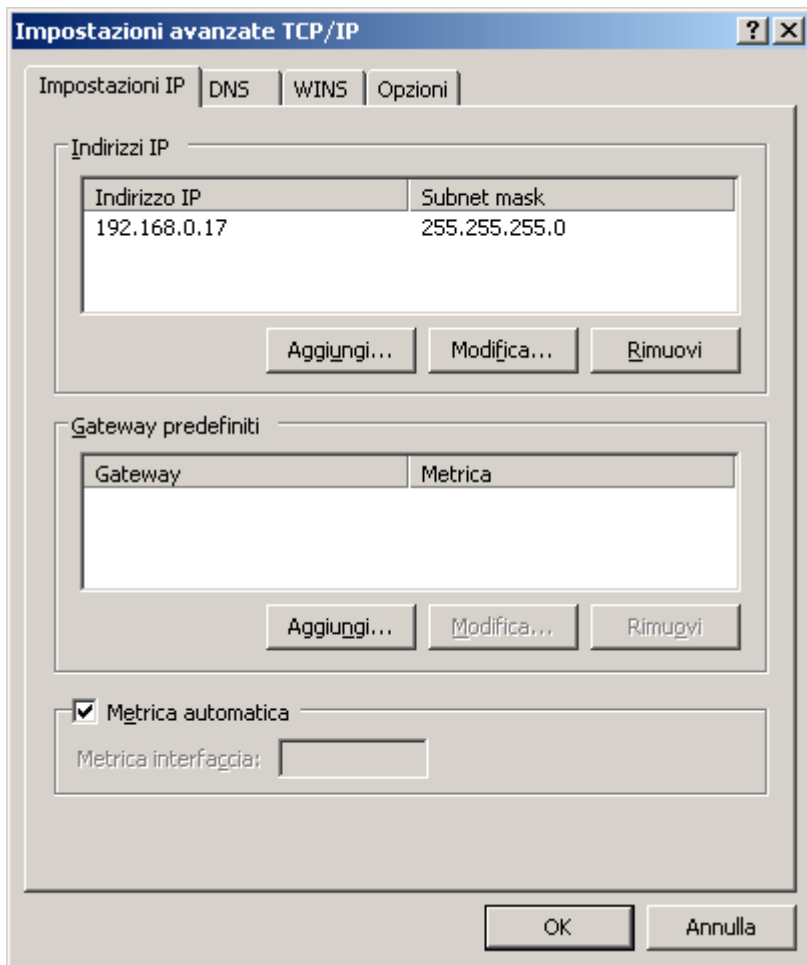 Impostazioni avanzate TCP/IP
Impostazioni IP DNS WINS Opzioni
Indirizzi IP
Indirizzo IP Subnet mask
192.168.0.17 255.255.255.0
Aggiungi... Modifica... Rimuovi
Gateway predefiniti
Gateway Metrica
Aggiungi... Modifica... Rimuovi
Metrica automatica
Metrica interfaccia:
OK Annulla